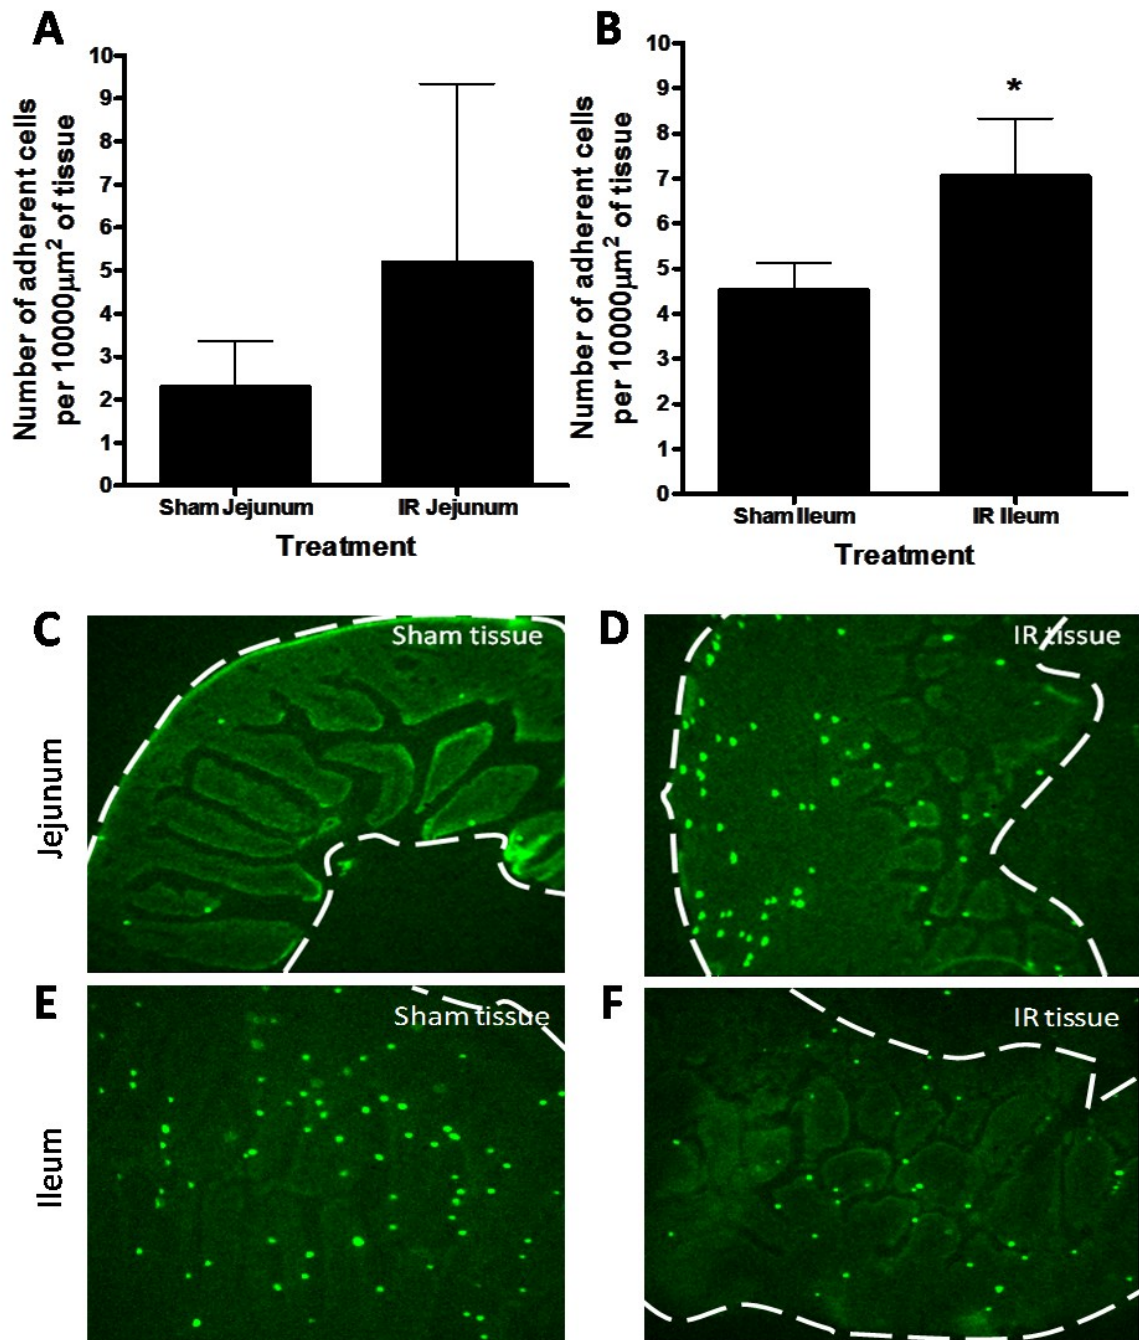 A
Number of adherent cells
per 10000µm² of tissue
10
9
8
7
6
5
4
3
2
1
0
Sham Jejunum
IR Jejunum
Treatment
B
Number of adherent cells
per 10000µm² of tissue
10
9
8
7
6
5
4
3
2
1
0
*
Sham Ileum
IR Ileum
Treatment
Jejunum
C
Sham tissue
D
IR tissue
Ileum
E
Sham tissue
F
IR tissue